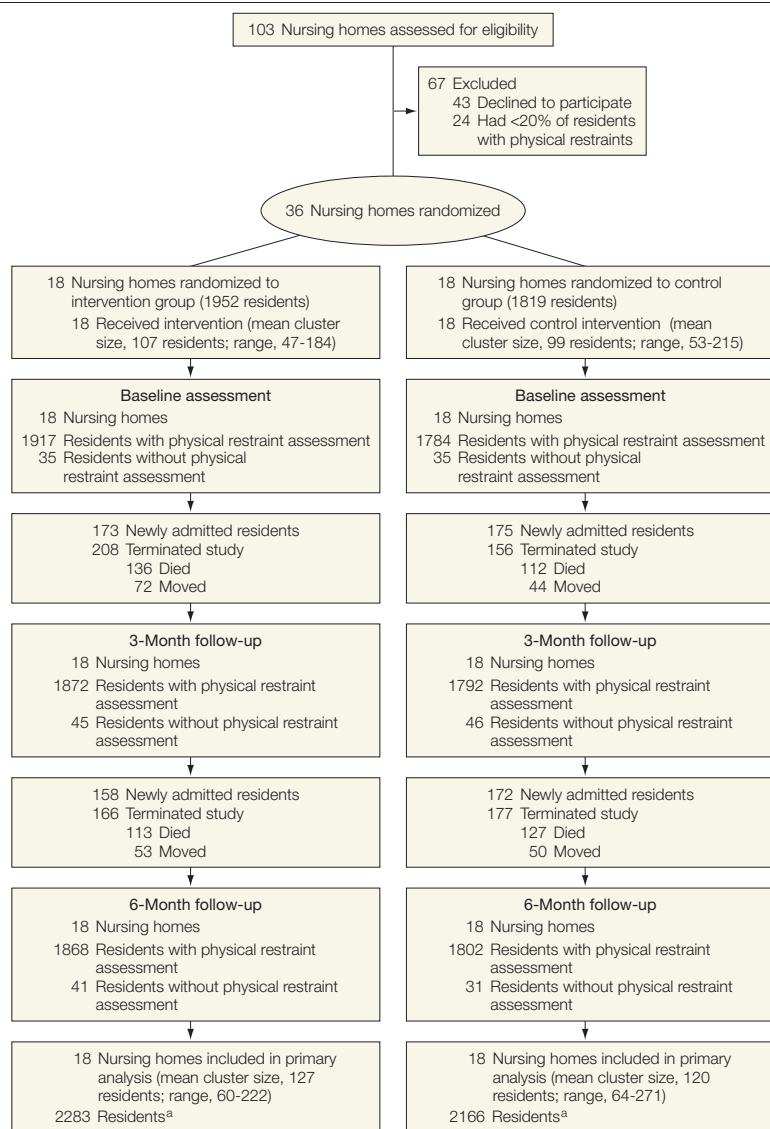 103 Nursing homes assessed for eligibility
67 Excluded
43 Declined to participate
24 Had <20% of residents
with physical restraints
36 Nursing homes randomized
18 Nursing homes randomized to
intervention group (1952 residents)
18 Received intervention (mean cluster
size, 107 residents; range, 47-184)
18 Nursing homes randomized to control
group (1819 residents)
18 Received control intervention (mean
cluster size, 99 residents; range, 53-215)
Baseline assessment
18 Nursing homes
1917 Residents with physical restraint assessment
35 Residents without physical
restraint assessment
Baseline assessment
18 Nursing homes
1784 Residents with physical restraint assessment
35 Residents without physical
restraint assessment
173 Newly admitted residents
208 Terminated study
136 Died
72 Moved
175 Newly admitted residents
156 Terminated study
112 Died
44 Moved
3-Month follow-up
18 Nursing homes
1872 Residents with physical restraint
assessment
45 Residents without physical restraint
assessment
3-Month follow-up
18 Nursing homes
1792 Residents with physical restraint
assessment
46 Residents without physical restraint
assessment
158 Newly admitted residents
166 Terminated study
113 Died
53 Moved
172 Newly admitted residents
177 Terminated study
127 Died
50 Moved
6-Month follow-up
18 Nursing homes
1868 Residents with physical restraint
assessment
41 Residents without physical restraint
assessment
6-Month follow-up
18 Nursing homes
1802 Residents with physical restraint
assessment
31 Residents without physical restraint
assessment
18 Nursing homes included in primary
analysis (mean cluster size, 127
residents; range, 60-222)
2283 Residentsᵃ
18 Nursing homes included in primary
analysis (mean cluster size, 120
residents; range, 64-271)
2166 Residentsᵃ